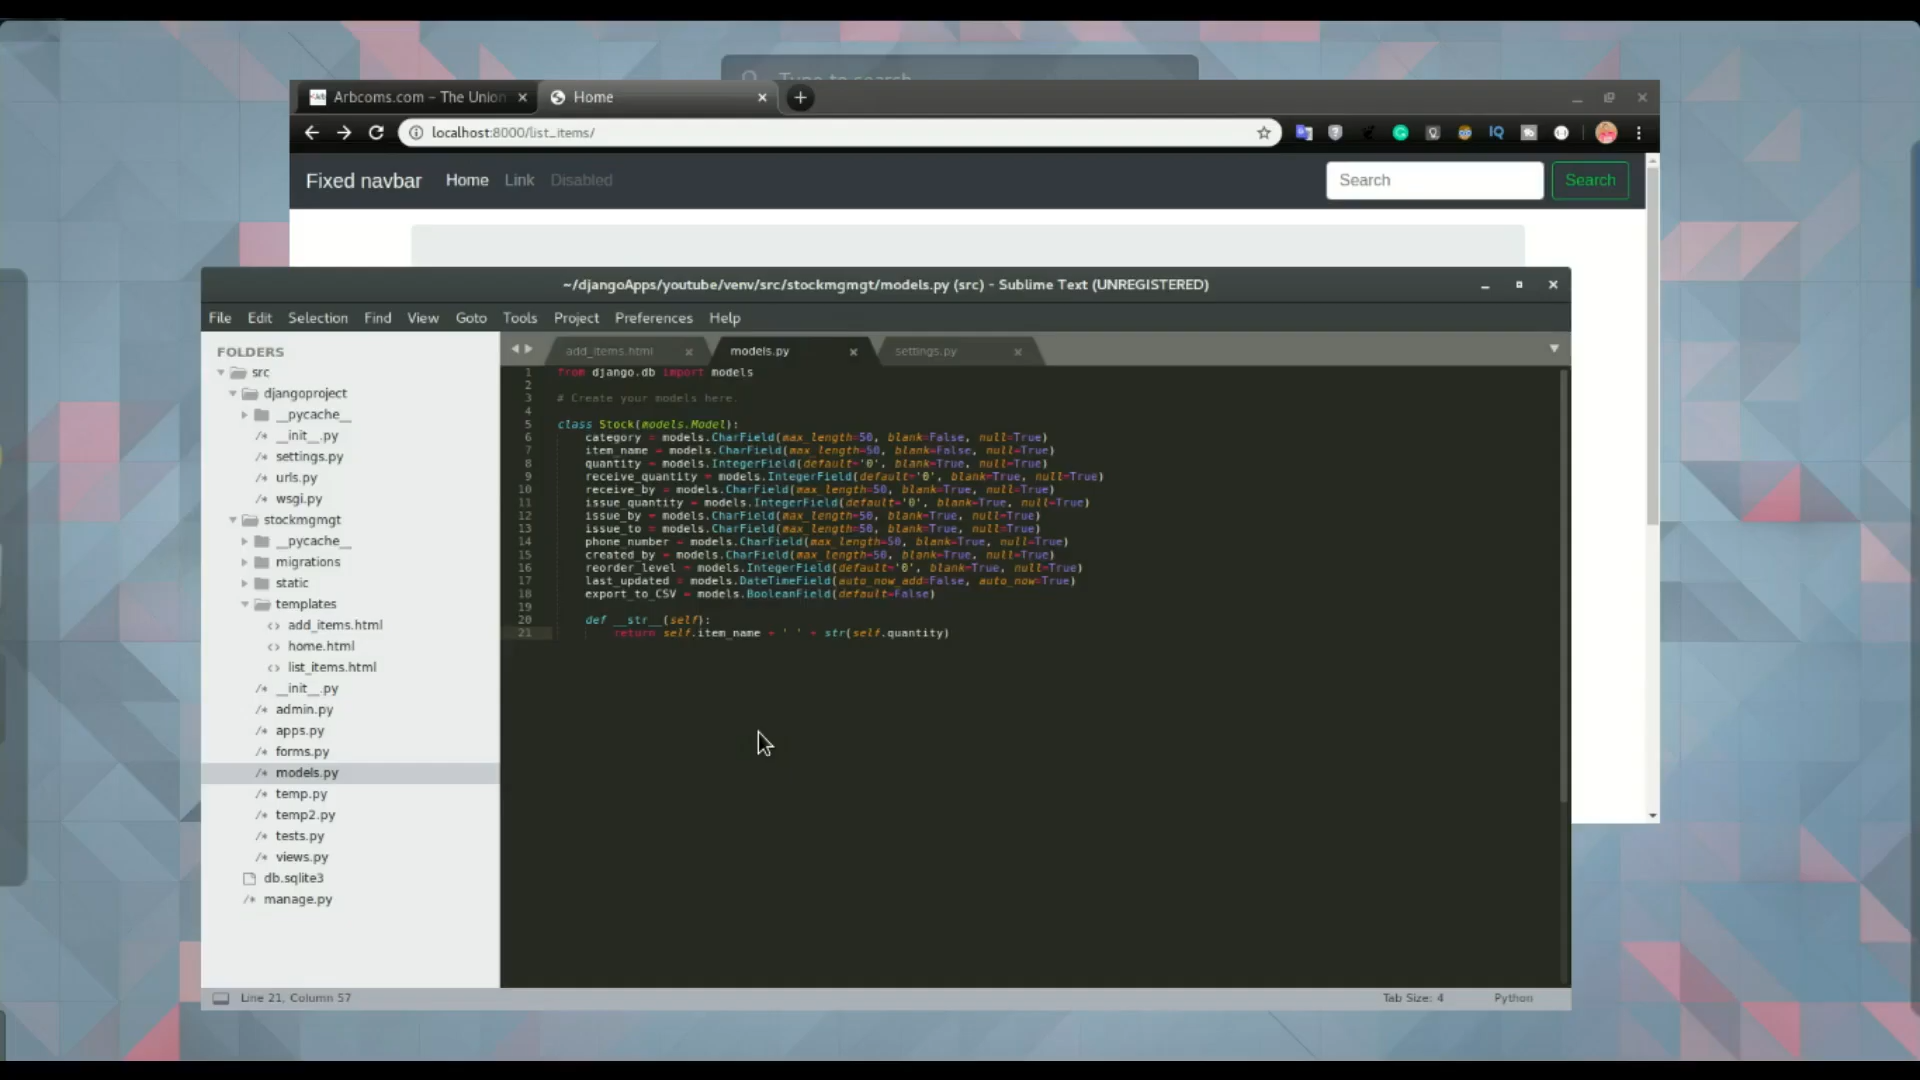 Type to search
Arbcoms.com – The Union
Home
localhost:8000/list_items/
IQ
Fixed navbar Home Link Disabled Search Search
~/djangoApps/youtube/venv/src/stockmgmgt/models.py (src) - Sublime Text (UNREGISTERED)
File Edit Selection Find View Goto Tools Project Preferences Help
FOLDERS
src
djangoproject
__pycache__
__init__.py
settings.py
urls.py
wsgi.py
stockmgmgt
__pycache__
migrations
static
templates
add_items.html
home.html
list_items.html
__init__.py
admin.py
apps.py
forms.py
models.py
temp.py
temp2.py
tests.py
views.py
db.sqlite3
manage.py
add_items.html models.py settings.py
1 from django.db import models
2
3 # Create your models here.
4
5 class Stock(models.Model):
6 category = models.CharField(max_length=50, blank=False, null=True)
7 item_name = models.CharField(max_length=50, blank=False, null=True)
8 quantity = models.IntegerField(default='0', blank=True, null=True)
9 receive_quantity = models.IntegerField(default='0', blank=True, null=True)
10 receive_by = models.CharField(max_length=50, blank=True, null=True)
11 issue_quantity = models.IntegerField(default='0', blank=True, null=True)
12 issue_by = models.CharField(max_length=50, blank=True, null=True)
13 issue_to = models.CharField(max_length=50, blank=True, null=True)
14 phone_number = models.CharField(max_length=50, blank=True, null=True)
15 created_by = models.CharField(max_length=50, blank=True, null=True)
16 reorder_level = models.IntegerField(default='0', blank=True, null=True)
17 last_updated = models.DateTimeField(auto_now_add=False, auto_now=True)
18 export_to_CSV = models.BooleanField(default=False)
19
20 def __str__(self):
21 return self.item_name + ' ' + str(self.quantity)
Line 21, Column 57
Tab Size: 4
Python